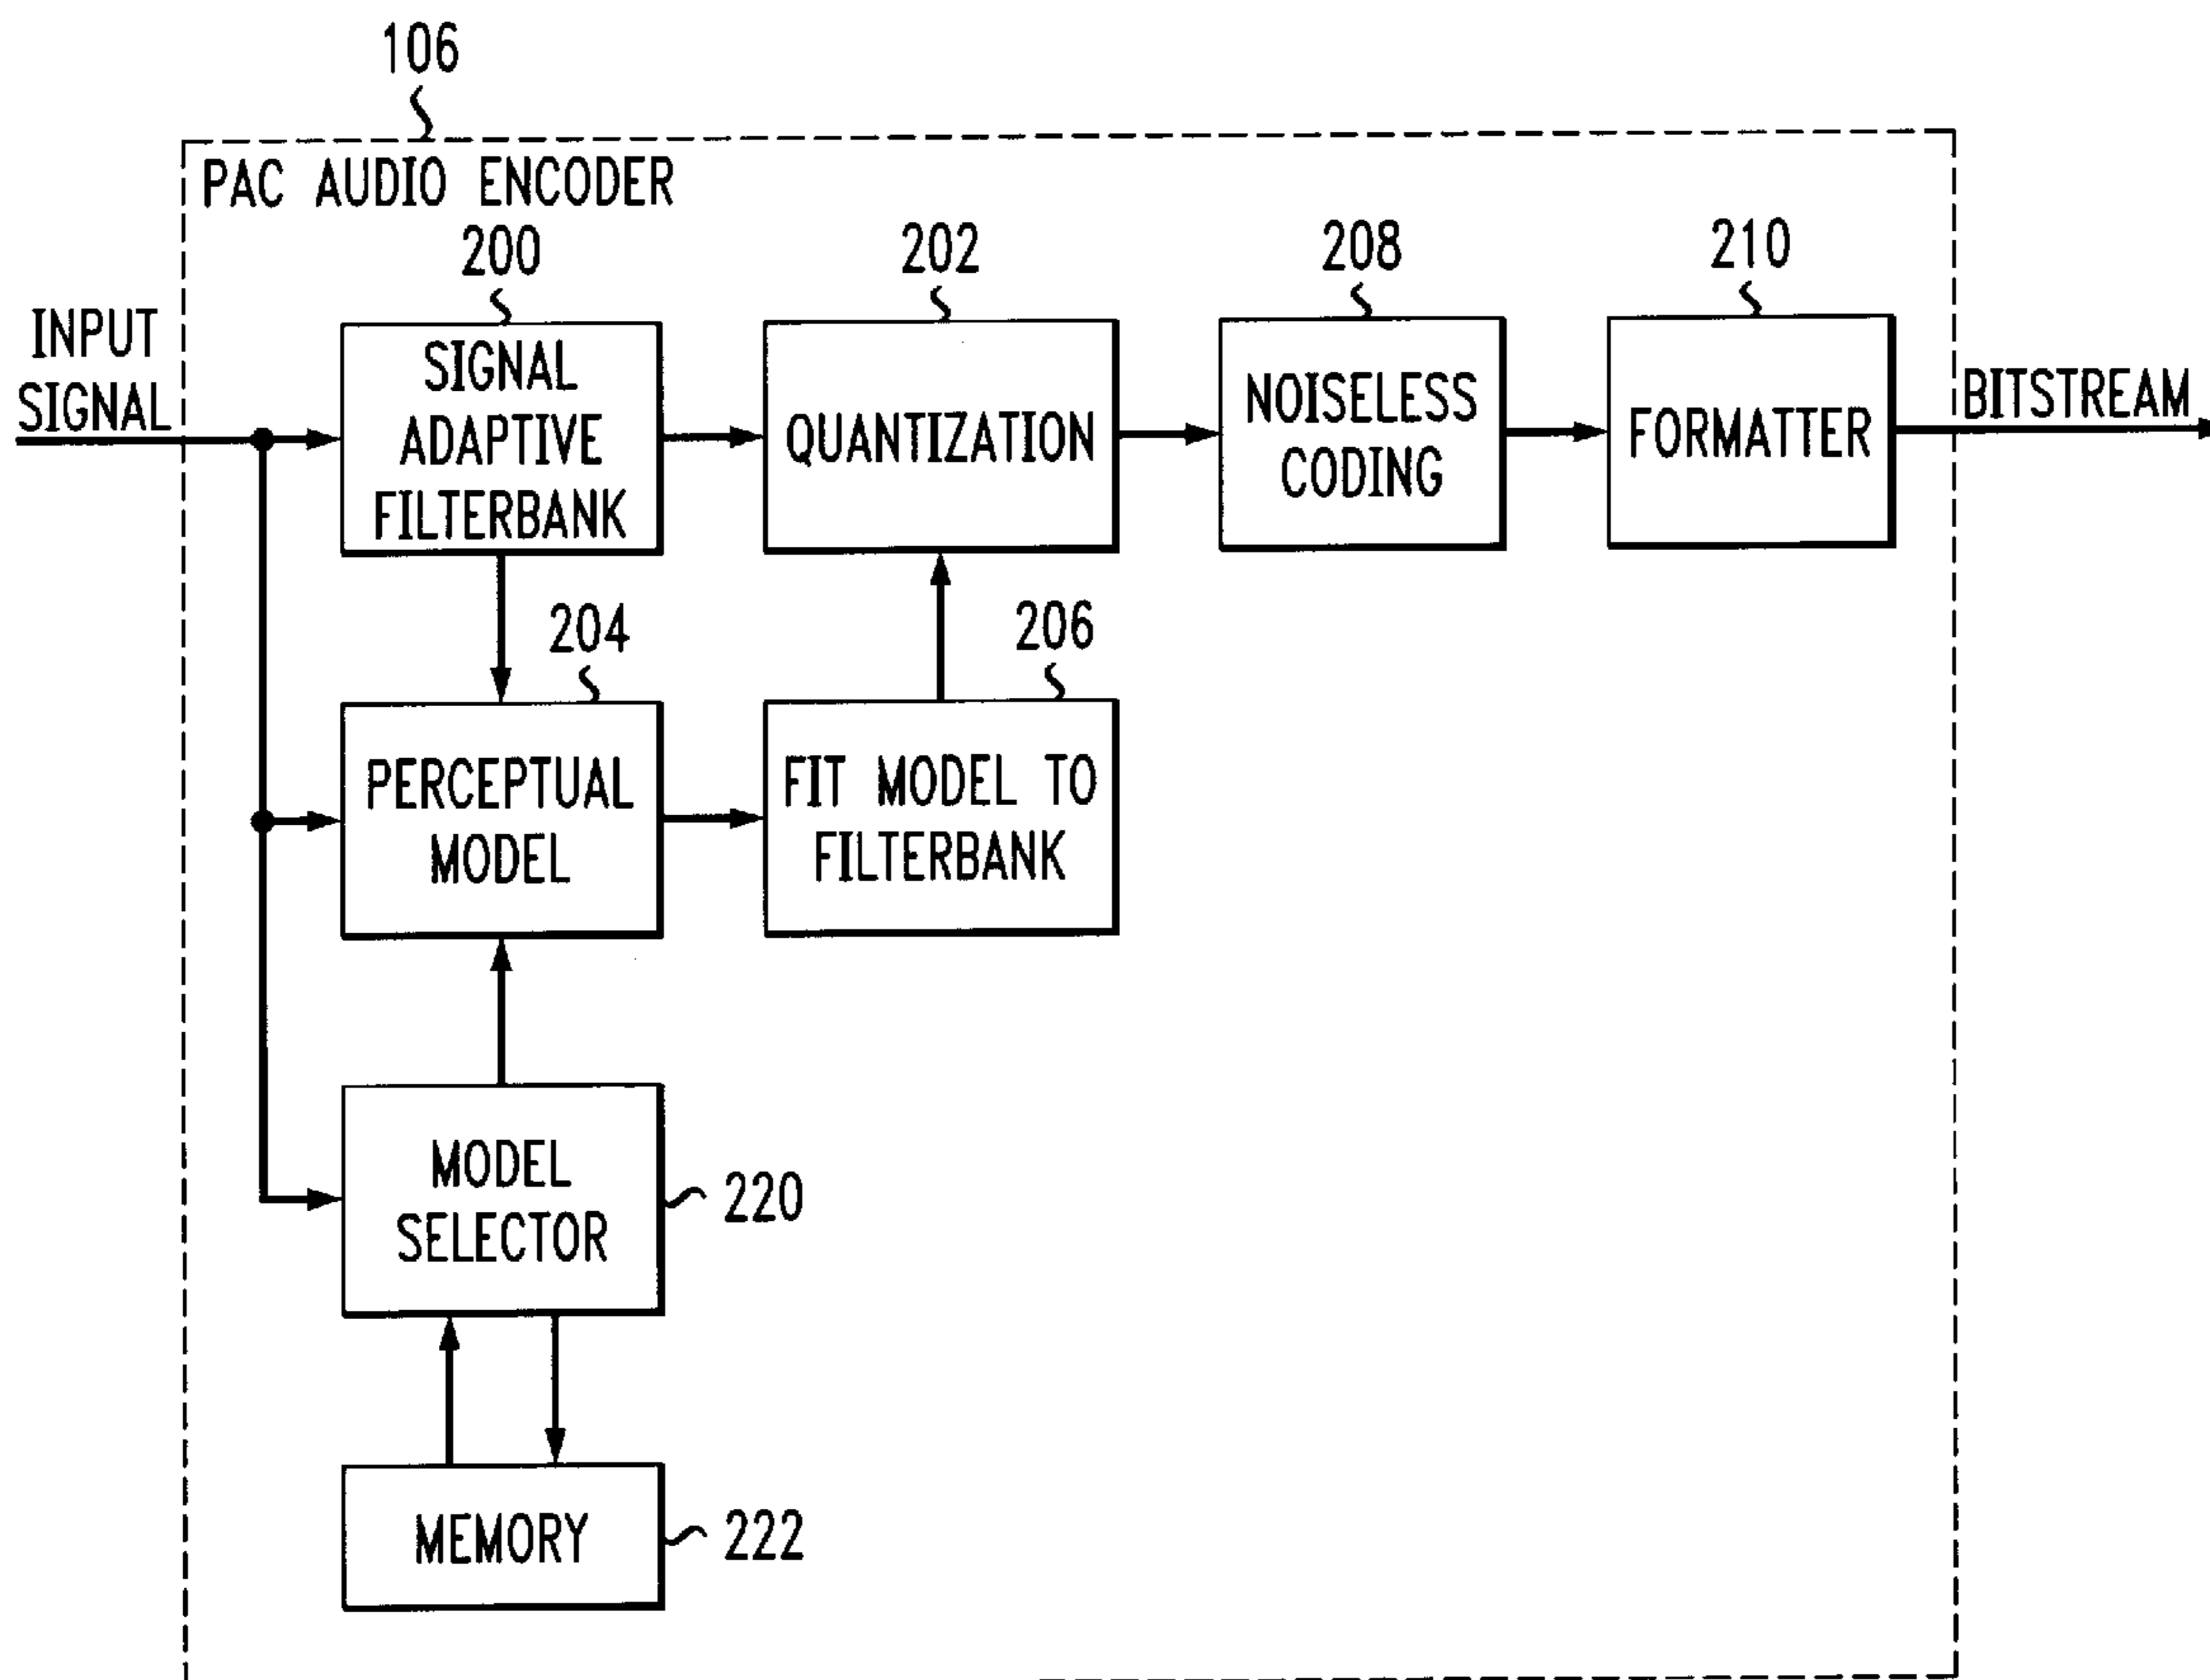 106
PAC AUDIO ENCODER
200
202
208
210
INPUT
SIGNAL
SIGNAL
ADAPTIVE
FILTERBANK
QUANTIZATION
NOISELESS
CODING
FORMATTER
BITSTREAM
204
206
PERCEPTUAL
MODEL
FIT MODEL TO
FILTERBANK
MODEL
SELECTOR
220
MEMORY
222